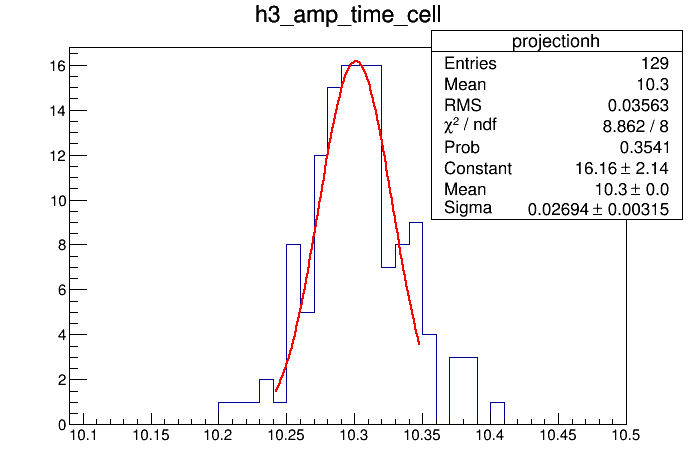 h3_amp_time_cell
projectionh
Entries 129
Mean 10.3
RMS 0.03563
χ² / ndf 8.862 / 8
Prob 0.3541
Constant 16.16 ± 2.14
Mean 10.3 ± 0.0
Sigma 0.02694 ± 0.00315
16
14
12
10
8
6
4
2
0
10.1 10.15 10.2 10.25 10.3 10.35 10.4 10.45 10.5